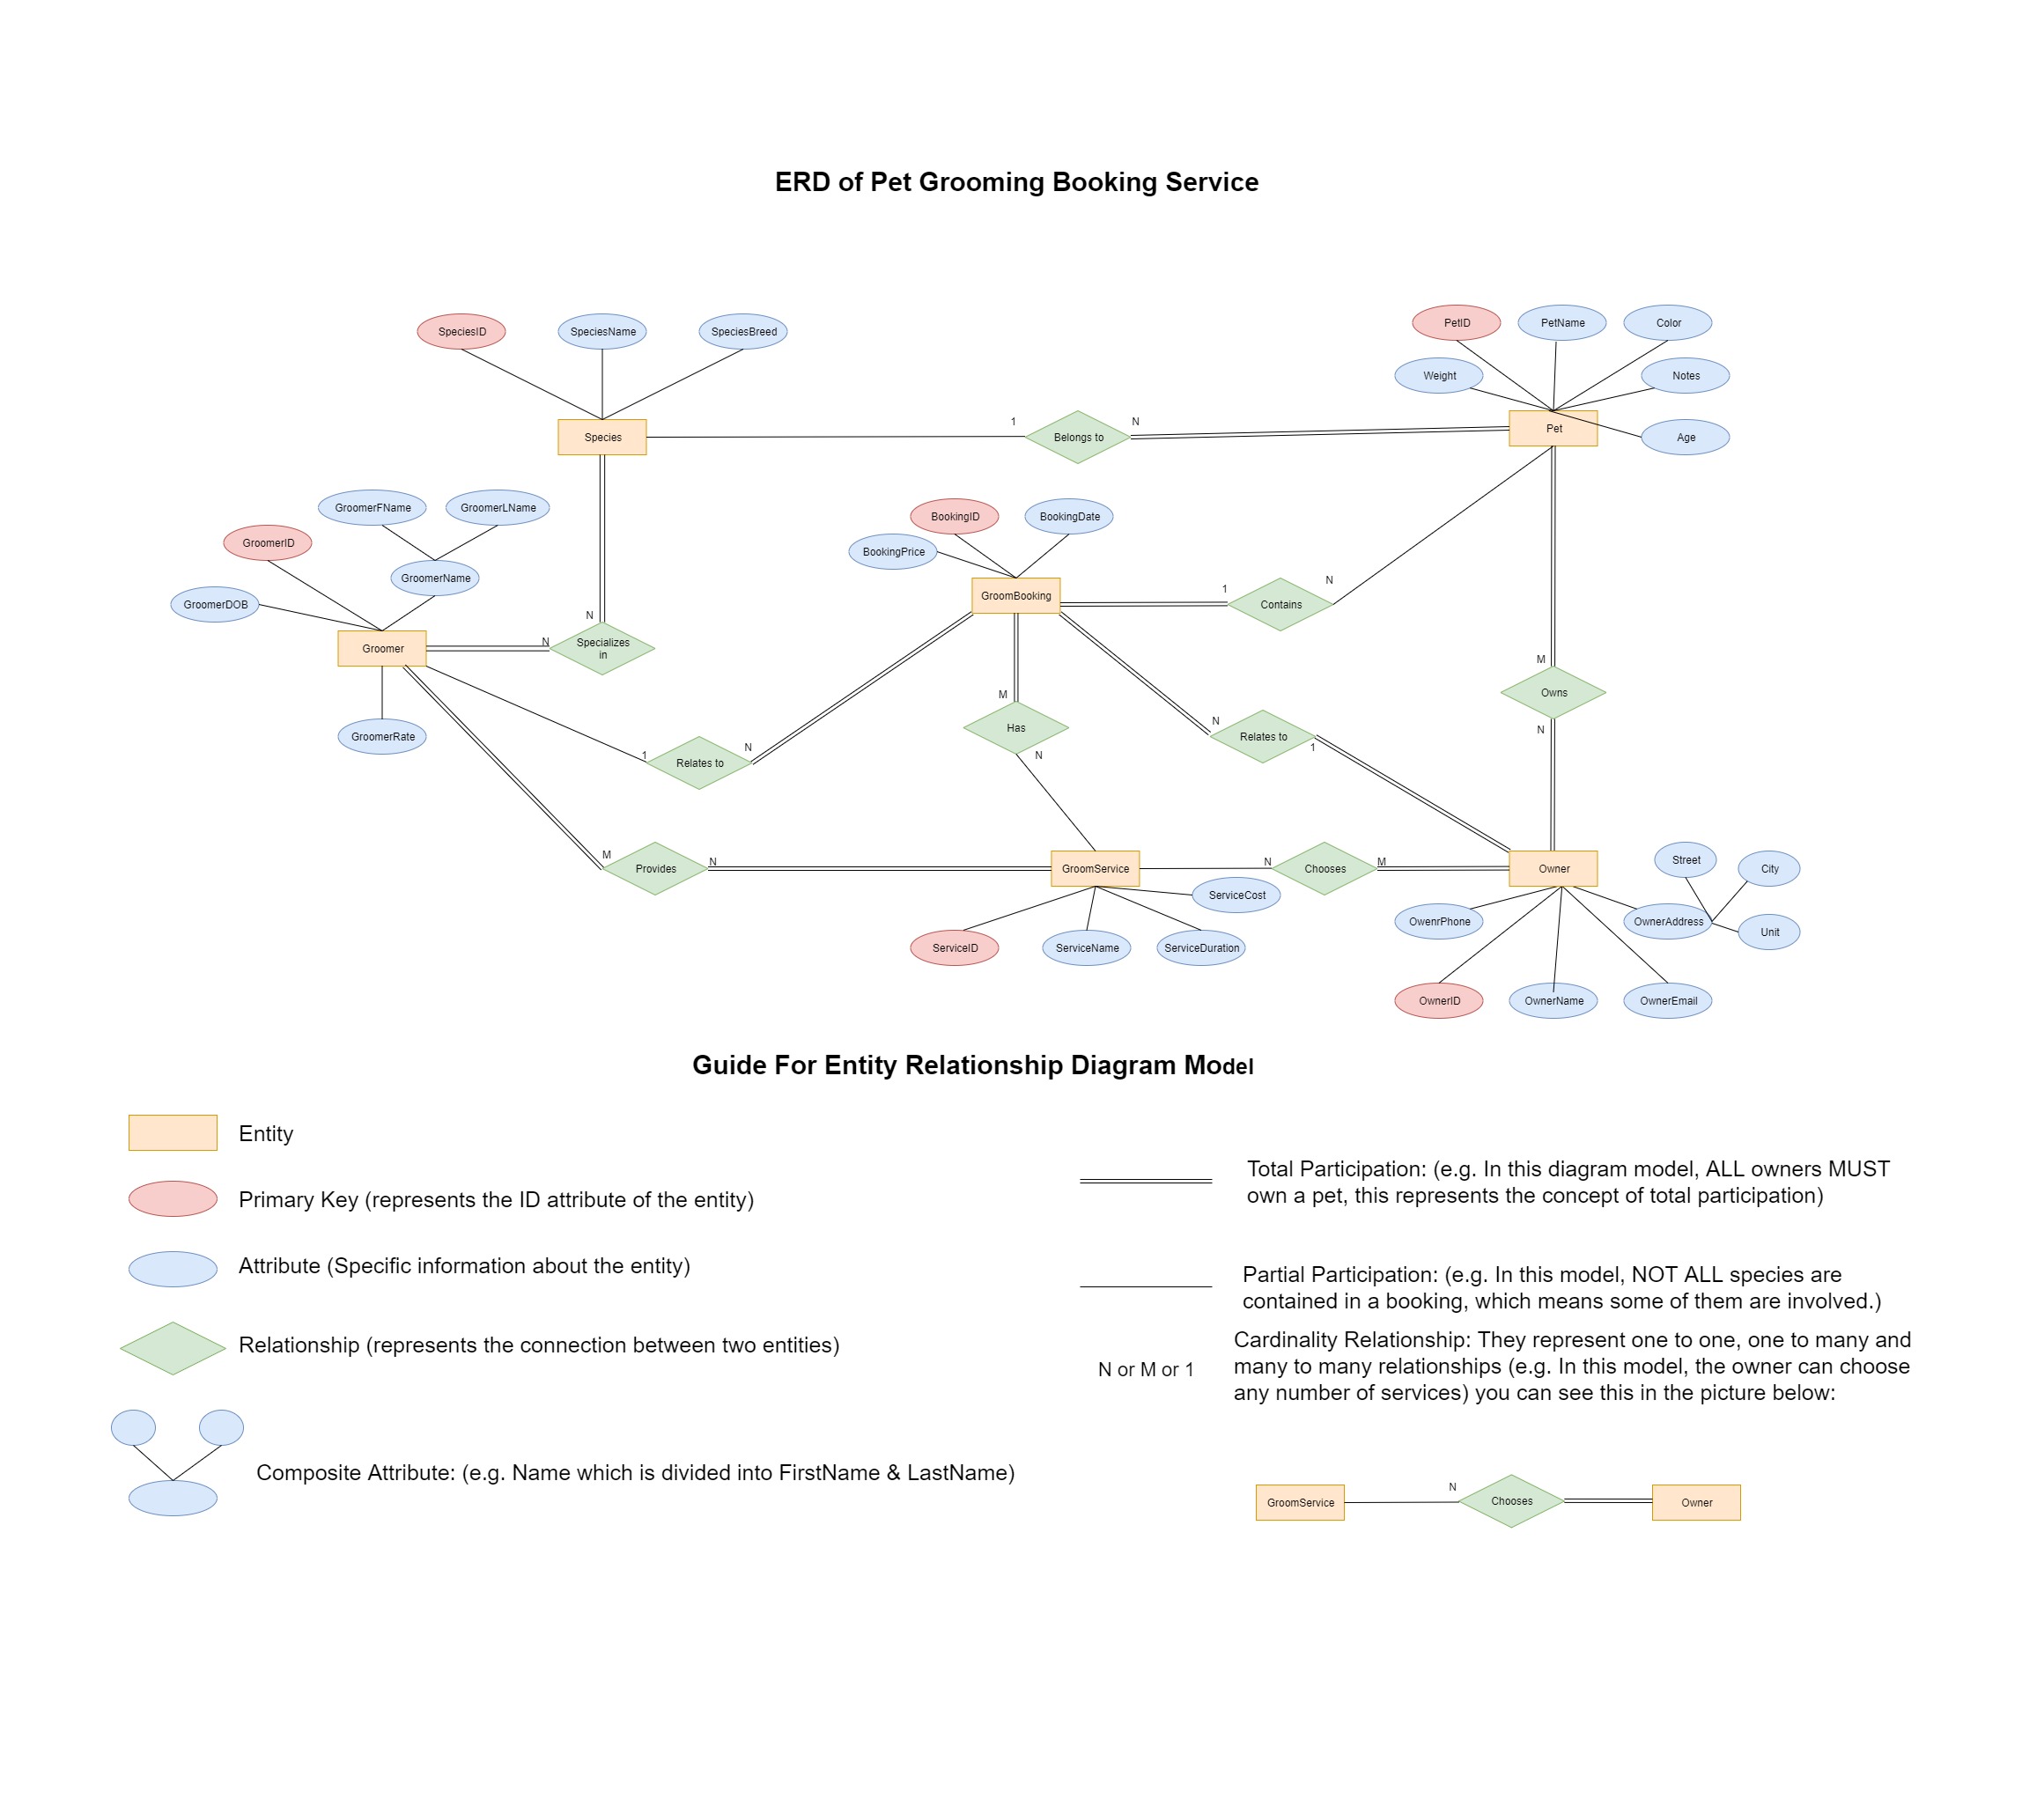 ERD of Pet Grooming Booking Service
SpeciesID
SpeciesName
SpeciesBreed
PetID
PetName
Color
Weight
Notes
Species
1
Belongs to
N
Pet
Age
GroomerFName
GroomerLName
GroomerID
GroomerName
GroomerDOB
BookingID
BookingDate
BookingPrice
GroomBooking
1
Contains
N
N
Groomer
N
Specializes
in
GroomerRate
M
Has
N
M
Owns
N
1
Relates to
N
N
Relates to
1
M
Provides
N
GroomService
N
Chooses
M
Owner
Street
City
ServiceCost
OwenrPhone
OwnerAddress
Unit
ServiceID
ServiceName
ServiceDuration
OwnerID
OwnerName
OwnerEmail
Guide For Entity Relationship Diagram Model
Entity
Primary Key (represents the ID attribute of the entity)
Attribute (Specific information about the entity)
Relationship (represents the connection between two entities)
Composite Attribute: (e.g. Name which is divided into FirstName & LastName)
Total Participation: (e.g. In this diagram model, ALL owners MUST
own a pet, this represents the concept of total participation)
Partial Participation: (e.g. In this model, NOT ALL species are
contained in a booking, which means some of them are involved.)
N or M or 1
Cardinality Relationship: They represent one to one, one to many and
many to many relationships (e.g. In this model, the owner can choose
any number of services) you can see this in the picture below:
GroomService
N
Chooses
Owner